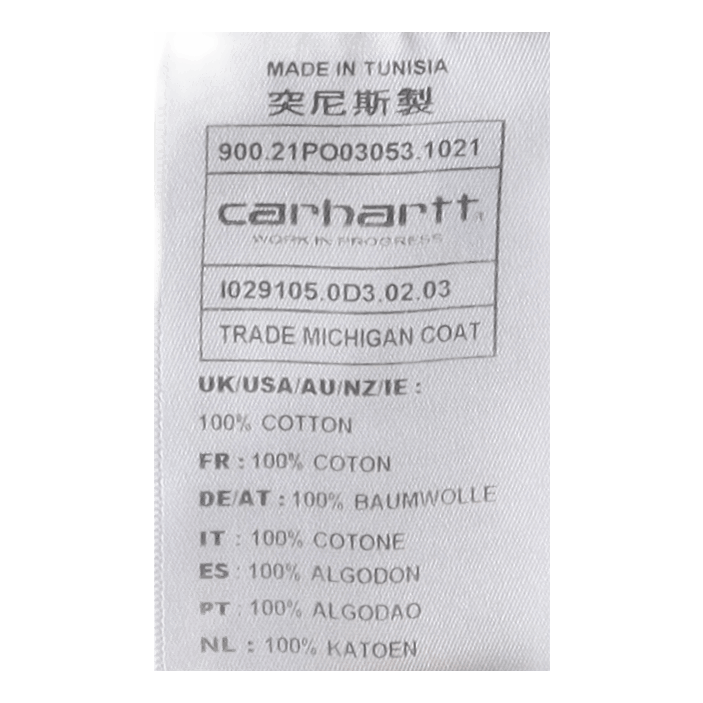 MADE IN TUNISIA
突尼斯製
900.21PO03053.1021
carhartt
WORK IN PROGRESS
I029105.0D3.02.03
TRADE MICHIGAN COAT
UK/USA/AU/NZ/IE :
100% COTTON
FR : 100% COTON
DE/AT : 100% BAUMWOLLE
IT : 100% COTONE
ES : 100% ALGODON
PT : 100% ALGODAO
NL : 100% KATOEN